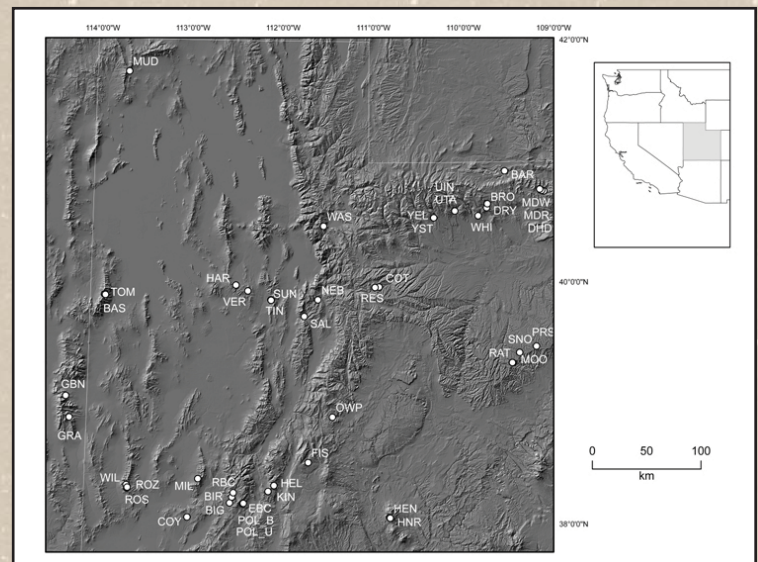 114°0'0"W 113°0'0"W 112°0'0"W 111°0'0"W 110°0'0"W 109°0'0"W
42°0'0"N
MUD
BAR
UIN
UTA
BRO
DRY
MDW
MDR
DHD
YEL
YST
WHI
WAS
HAR
VER
SUN
TIN
NEB
SAL
COT
RES
40°0'0"N
TOM
BAS
PRS
SNO
RAT
MOO
GBN
GRA
OWP
FIS
WIL
ROZ
ROS
MIL
RBC
BIR
BIG
HEL
KIN
EBC
POL_B
POL_U
COY
HEN
HNR
38°0'0"N
0 50 100
km